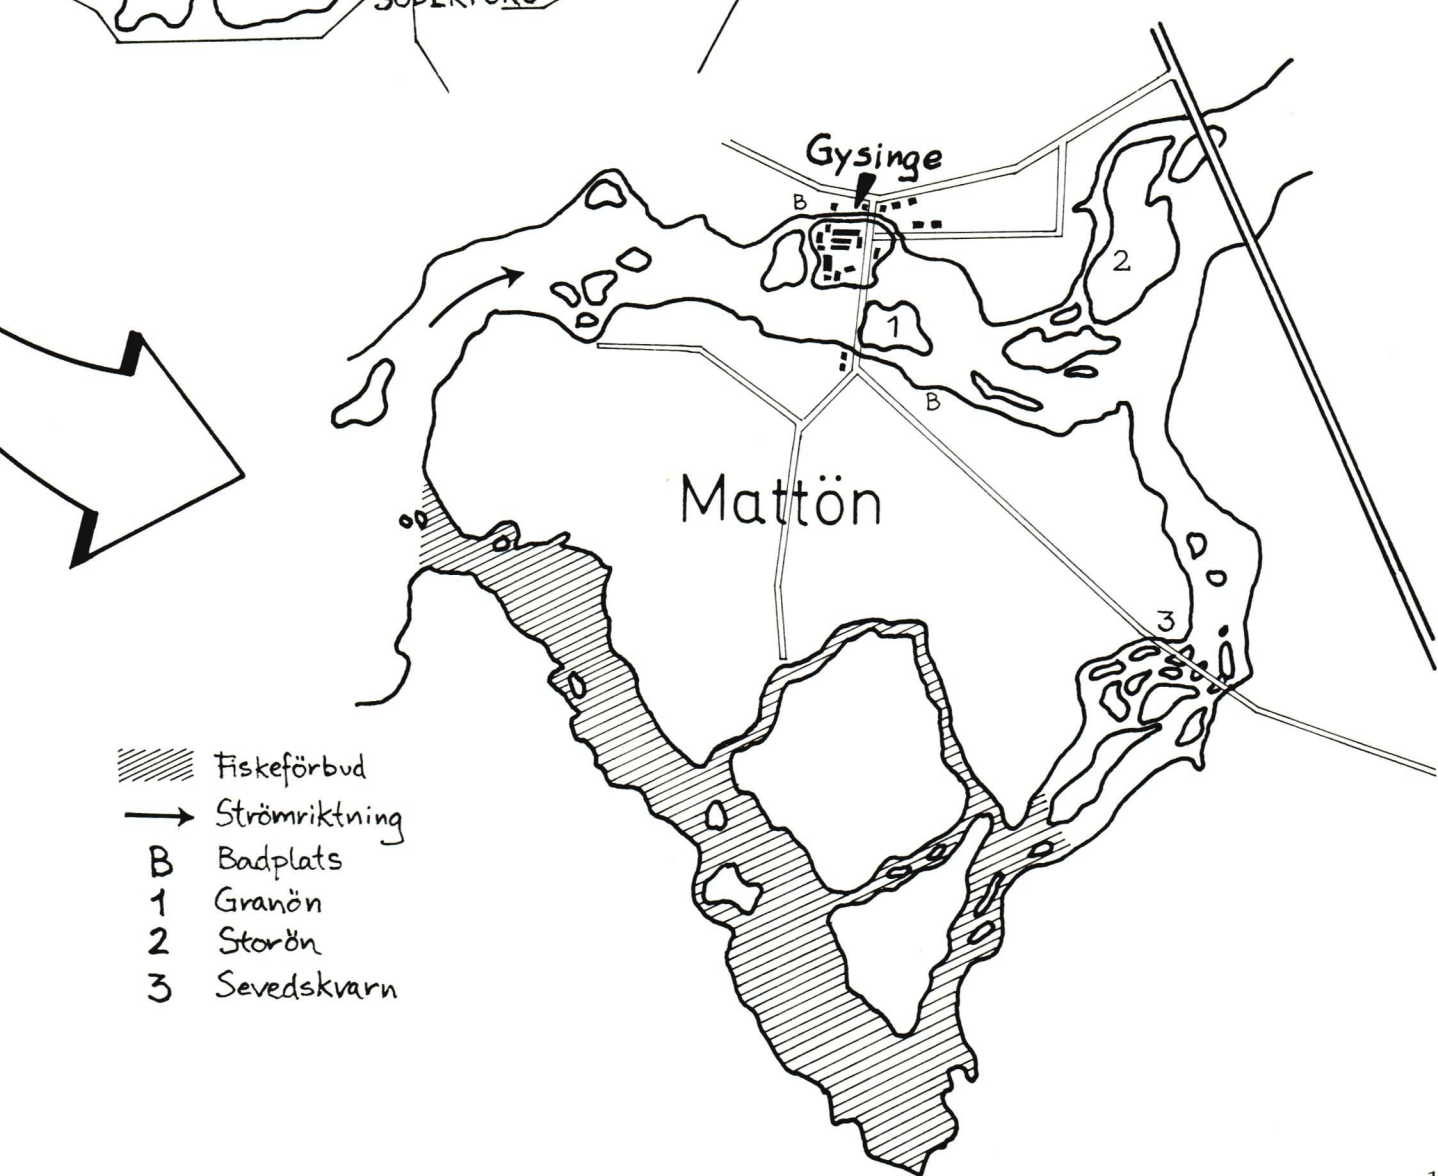 Gysinge
B
2
1
B
Mattön
3
Fiskeförbud
Strömriktning
B Badplats
1 Granön
2 Storön
3 Sevedskvarn